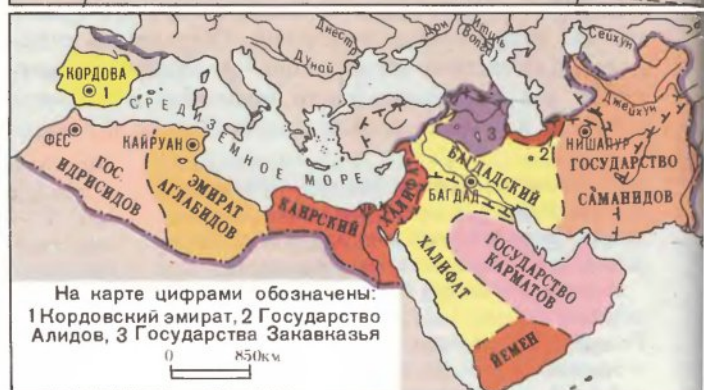 Днестр
Дунай
Дон
Итиль
(Волга)
Сейхун
Джейхун
КОРДОВА
1
СРЕДИЗЕМНОЕ МОРЕ
ФЕС
КАЙРУАН
ГОС.
ИДРИСИДОВ
ЭМИРАТ
АГЛАБИДОВ
КАИРСКИЙ
ХАЛИФАТ
3
2
БАГДАДСКИЙ
БАГДАД
ХАЛИФАТ
НИШАПУР
ГОСУДАРСТВО
САМАНИДОВ
ГОСУДАРСТВО
КАРМАТОВ
ЙЕМЕН
На карте цифрами обозначены:
1 Кордовский эмират, 2 Государство
Алидов, 3 Государства Закавказья
0 850км